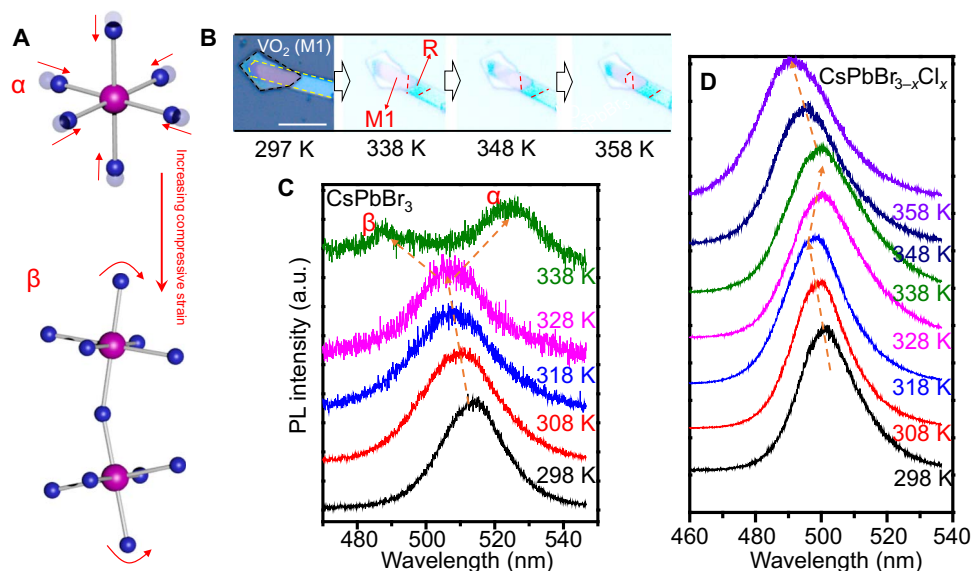 A
α
Increasing compressive strain
β
B
VO₂ (M1)
R
M1
297 K
338 K
348 K
358 K
C
CsPbBr₃
β
α
338 K
328 K
318 K
308 K
298 K
PL intensity (a.u.)
480
500
520
540
Wavelength (nm)
D
CsPbBr₃₋ₓClₓ
358 K
348 K
338 K
328 K
318 K
308 K
298 K
460
480
500
520
540
Wavelength (nm)